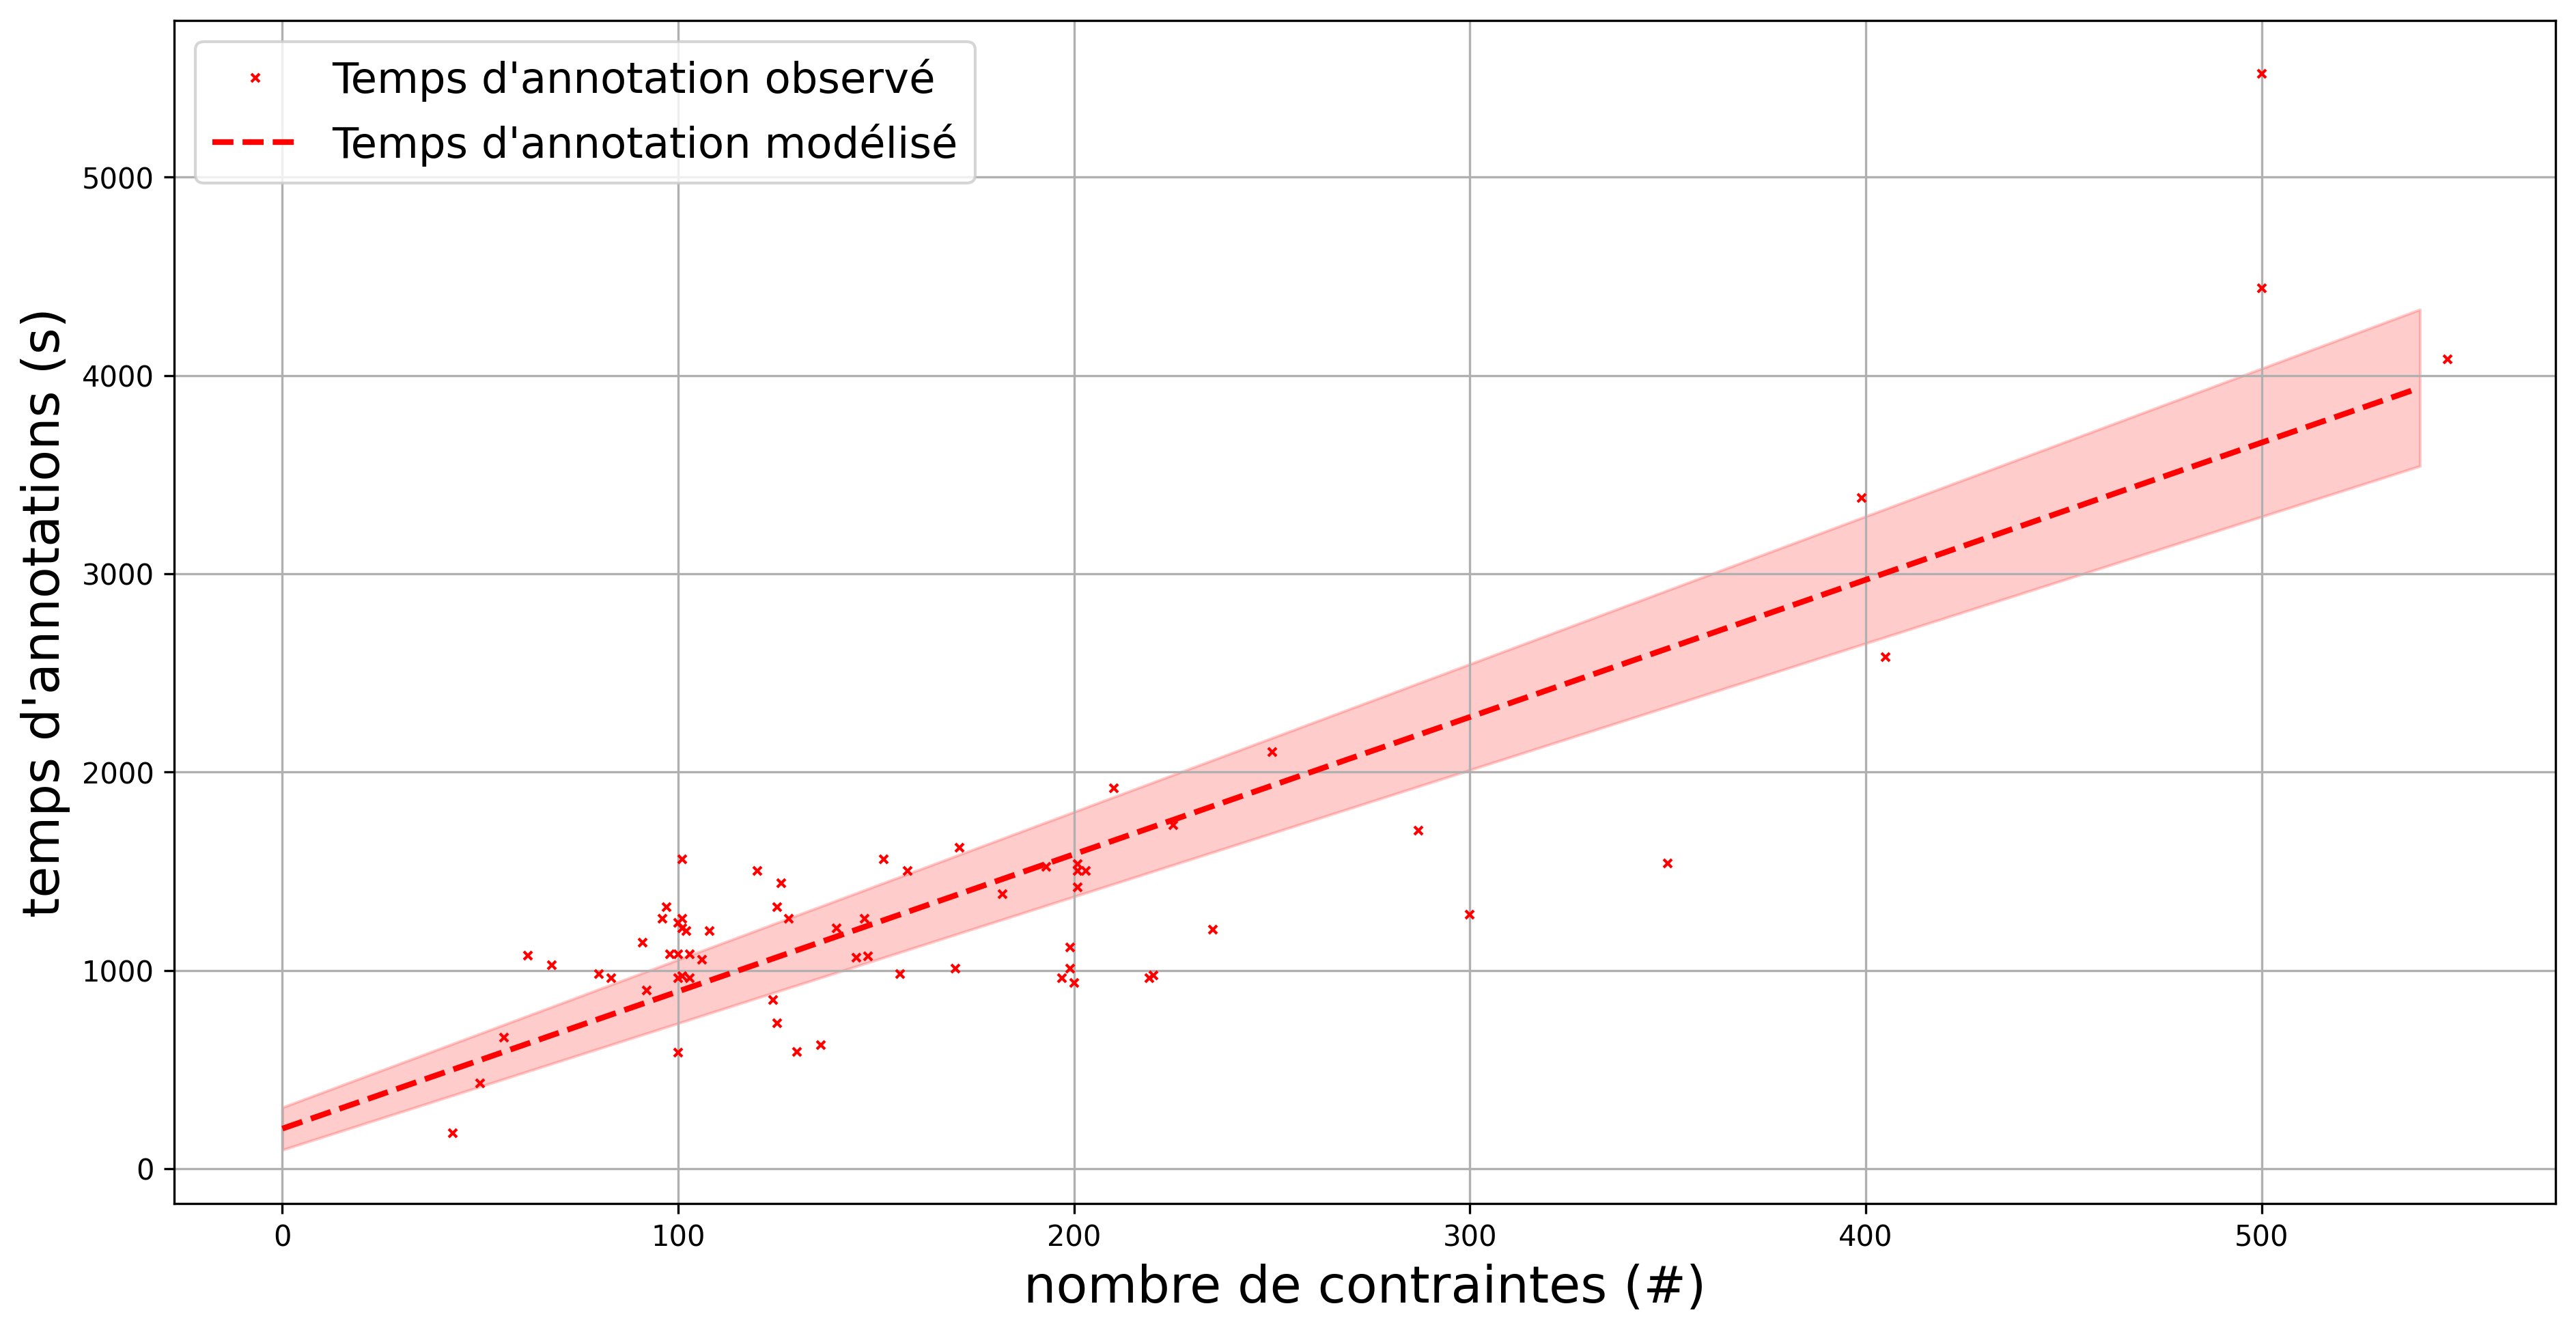 Temps d'annotation observé
Temps d'annotation modélisé
temps d'annotations (s)
5000
4000
3000
2000
1000
0
0 100 200 300 400 500
nombre de contraintes (#)